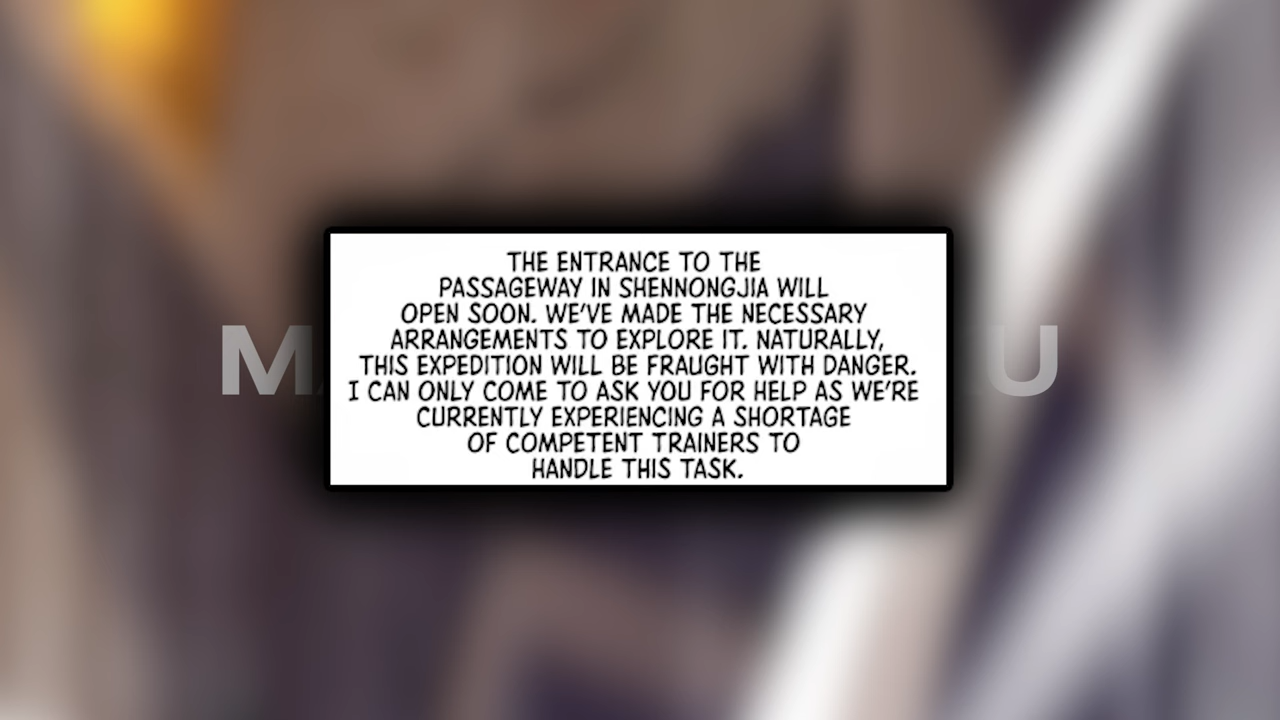 THE ENTRANCE TO THE
PASSAGEWAY IN SHENNONGJIA WILL
OPEN SOON. WE'VE MADE THE NECESSARY
ARRANGEMENTS TO EXPLORE IT. NATURALLY,
THIS EXPEDITION WILL BE FRAUGHT WITH DANGER.
I CAN ONLY COME TO ASK YOU FOR HELP AS WE'RE
CURRENTLY EXPERIENCING A SHORTAGE
OF COMPETENT TRAINERS TO
HANDLE THIS TASK.